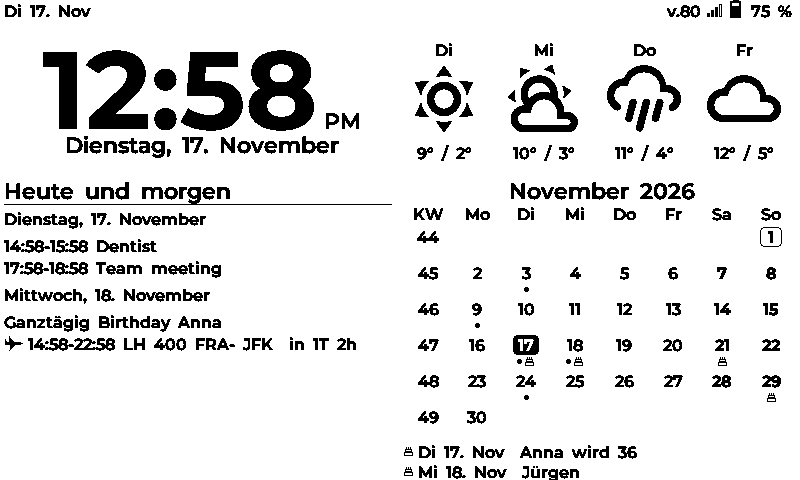 Di 17. Nov
v.80 75 %
12:58 PM
Dienstag, 17. November
Di Mi Do Fr
9° / 2° 10° / 3° 11° / 4° 12° / 5°
Heute und morgen
Dienstag, 17. November
14:58-15:58 Dentist
17:58-18:58 Team meeting
Mittwoch, 18. November
Ganztägig Birthday Anna
14:58-22:58 LH 400 FRA- JFK in 1T 2h
November 2026
KW Mo Di Mi Do Fr Sa So
44 1
45 2 3 4 5 6 7 8
46 9 10 11 12 13 14 15
47 16 17 18 19 20 21 22
48 23 24 25 26 27 28 29
49 30
Di 17. Nov Anna wird 36
Mi 18. Nov Jürgen